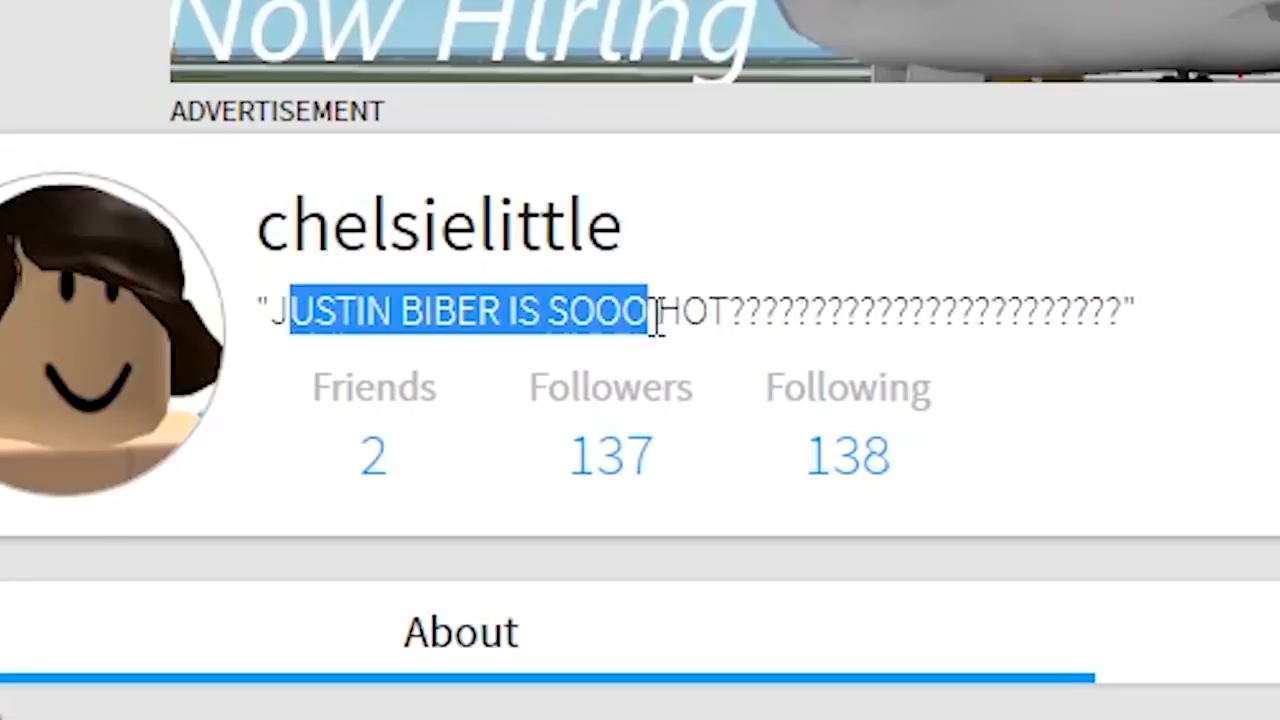 Now Hiring
ADVERTISEMENT
chelsielittle
"JUSTIN BIBER IS SOOO HOT????????????????????????"
Friends Followers Following
2 137 138
About